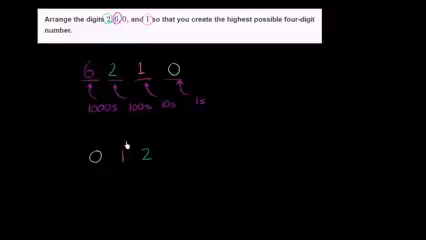 Arrange the digits 2,6,0, and 1 so that you create the highest possible four-digit
number.
6 2 1 0
1000s 100s 10s 1s
0 1 2